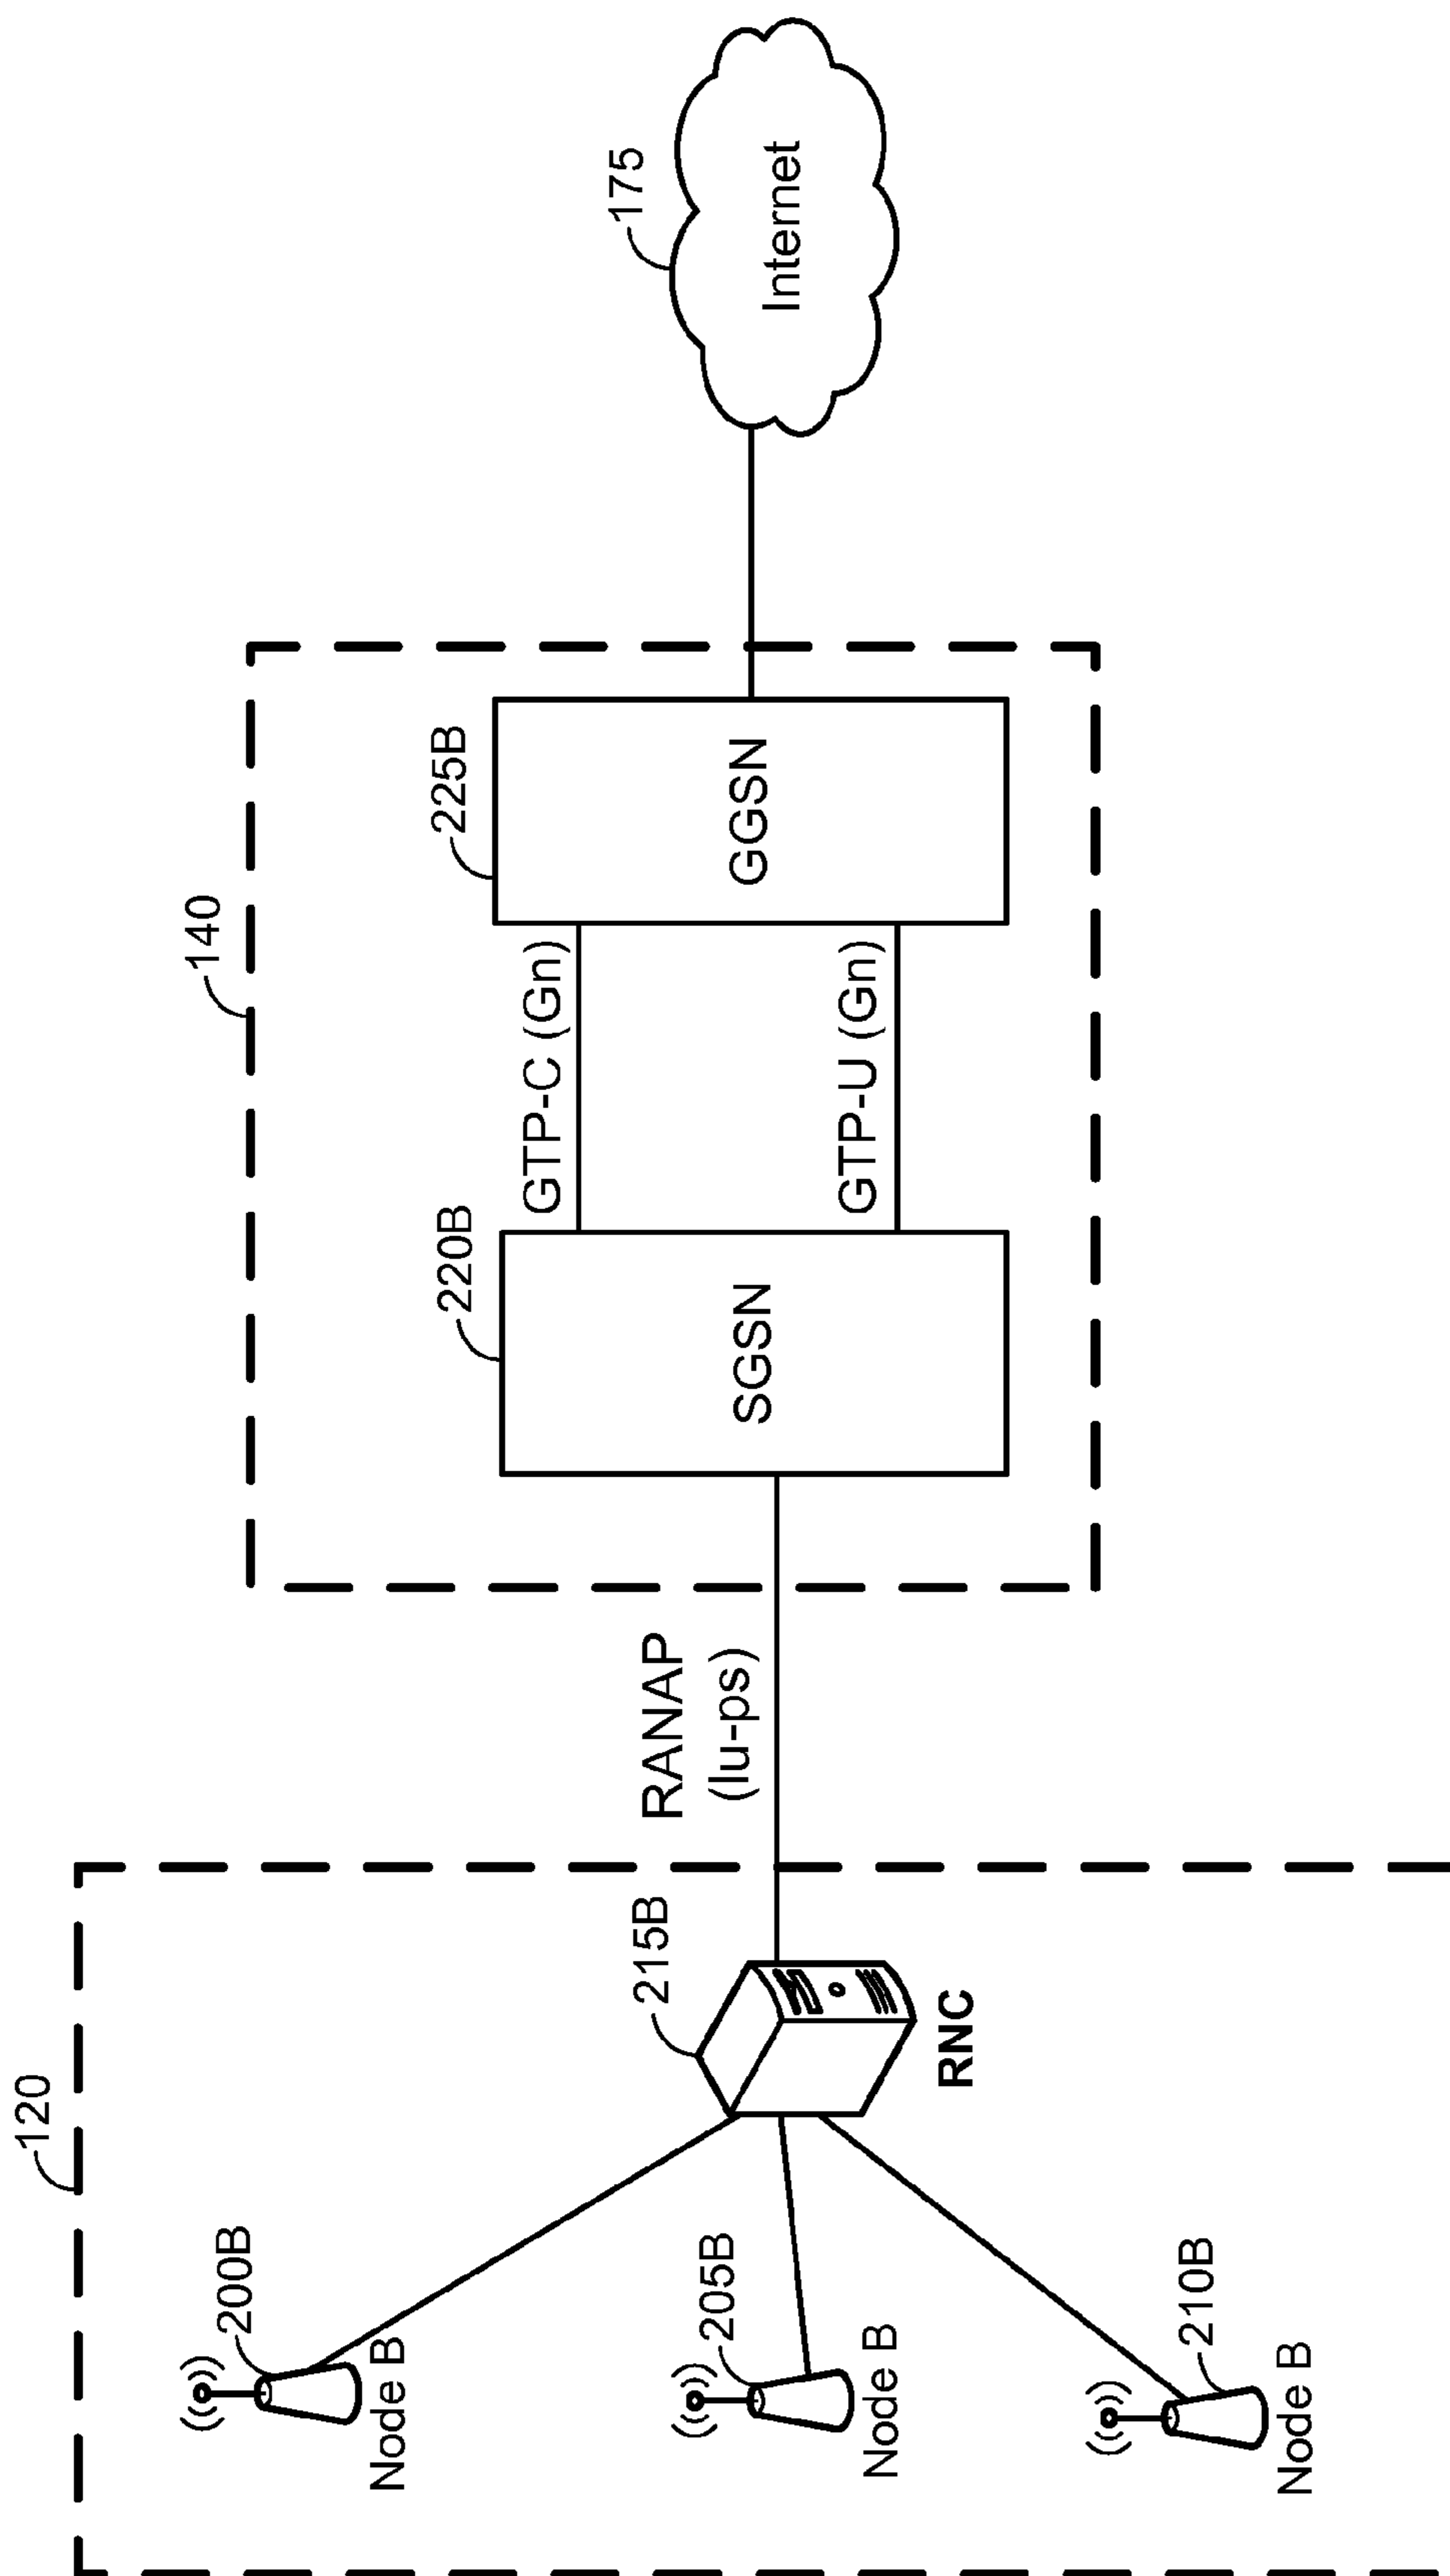 120
200B
Node B
205B
Node B
210B
Node B
215B
RNC
RANAP
(Iu-ps)
140
220B
SGSN
GTP-C (Gn)
GTP-U (Gn)
225B
GGSN
175
Internet